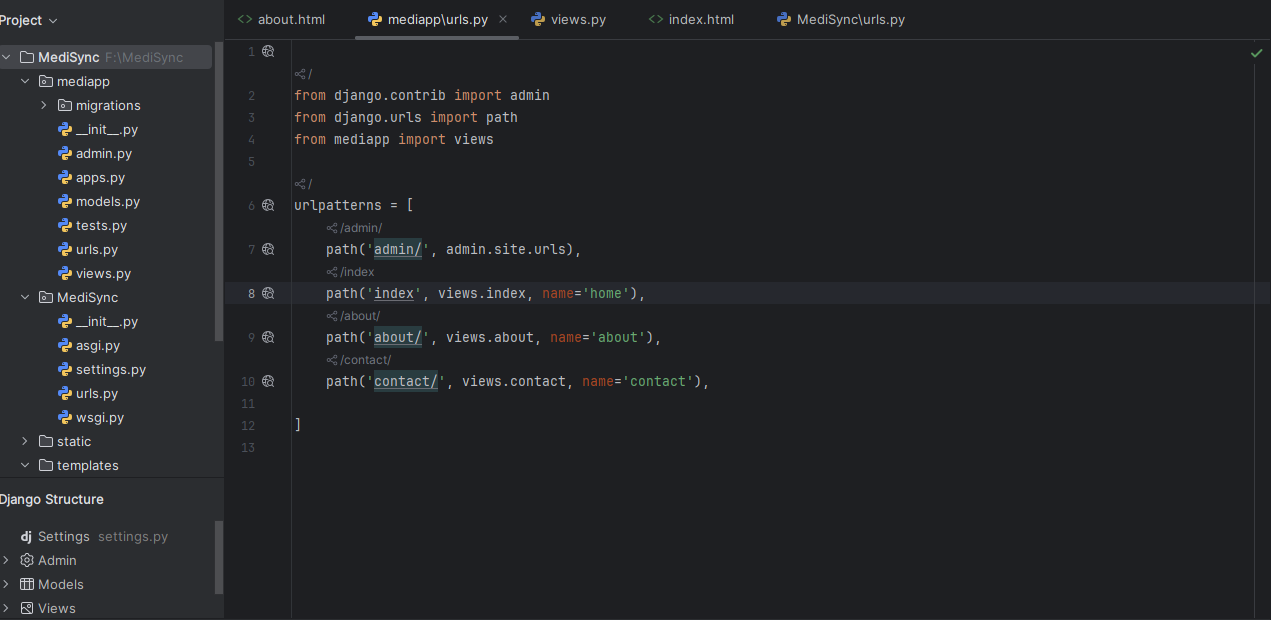 Project
about.html
mediapp\urls.py
views.py
index.html
MediSync\urls.py
MediSync F:\MediSync
mediapp
migrations
__init__.py
admin.py
apps.py
models.py
tests.py
urls.py
views.py
MediSync
__init__.py
asgi.py
settings.py
urls.py
wsgi.py
static
templates
Django Structure
dj Settings settings.py
Admin
Models
Views
1
/
2 from django.contrib import admin
3 from django.urls import path
4 from mediapp import views
5
/
6 urlpatterns = [
/admin/
7 path('admin/', admin.site.urls),
/index
8 path('index', views.index, name='home'),
/about/
9 path('about/', views.about, name='about'),
/contact/
10 path('contact/', views.contact, name='contact'),
11
12 ]
13